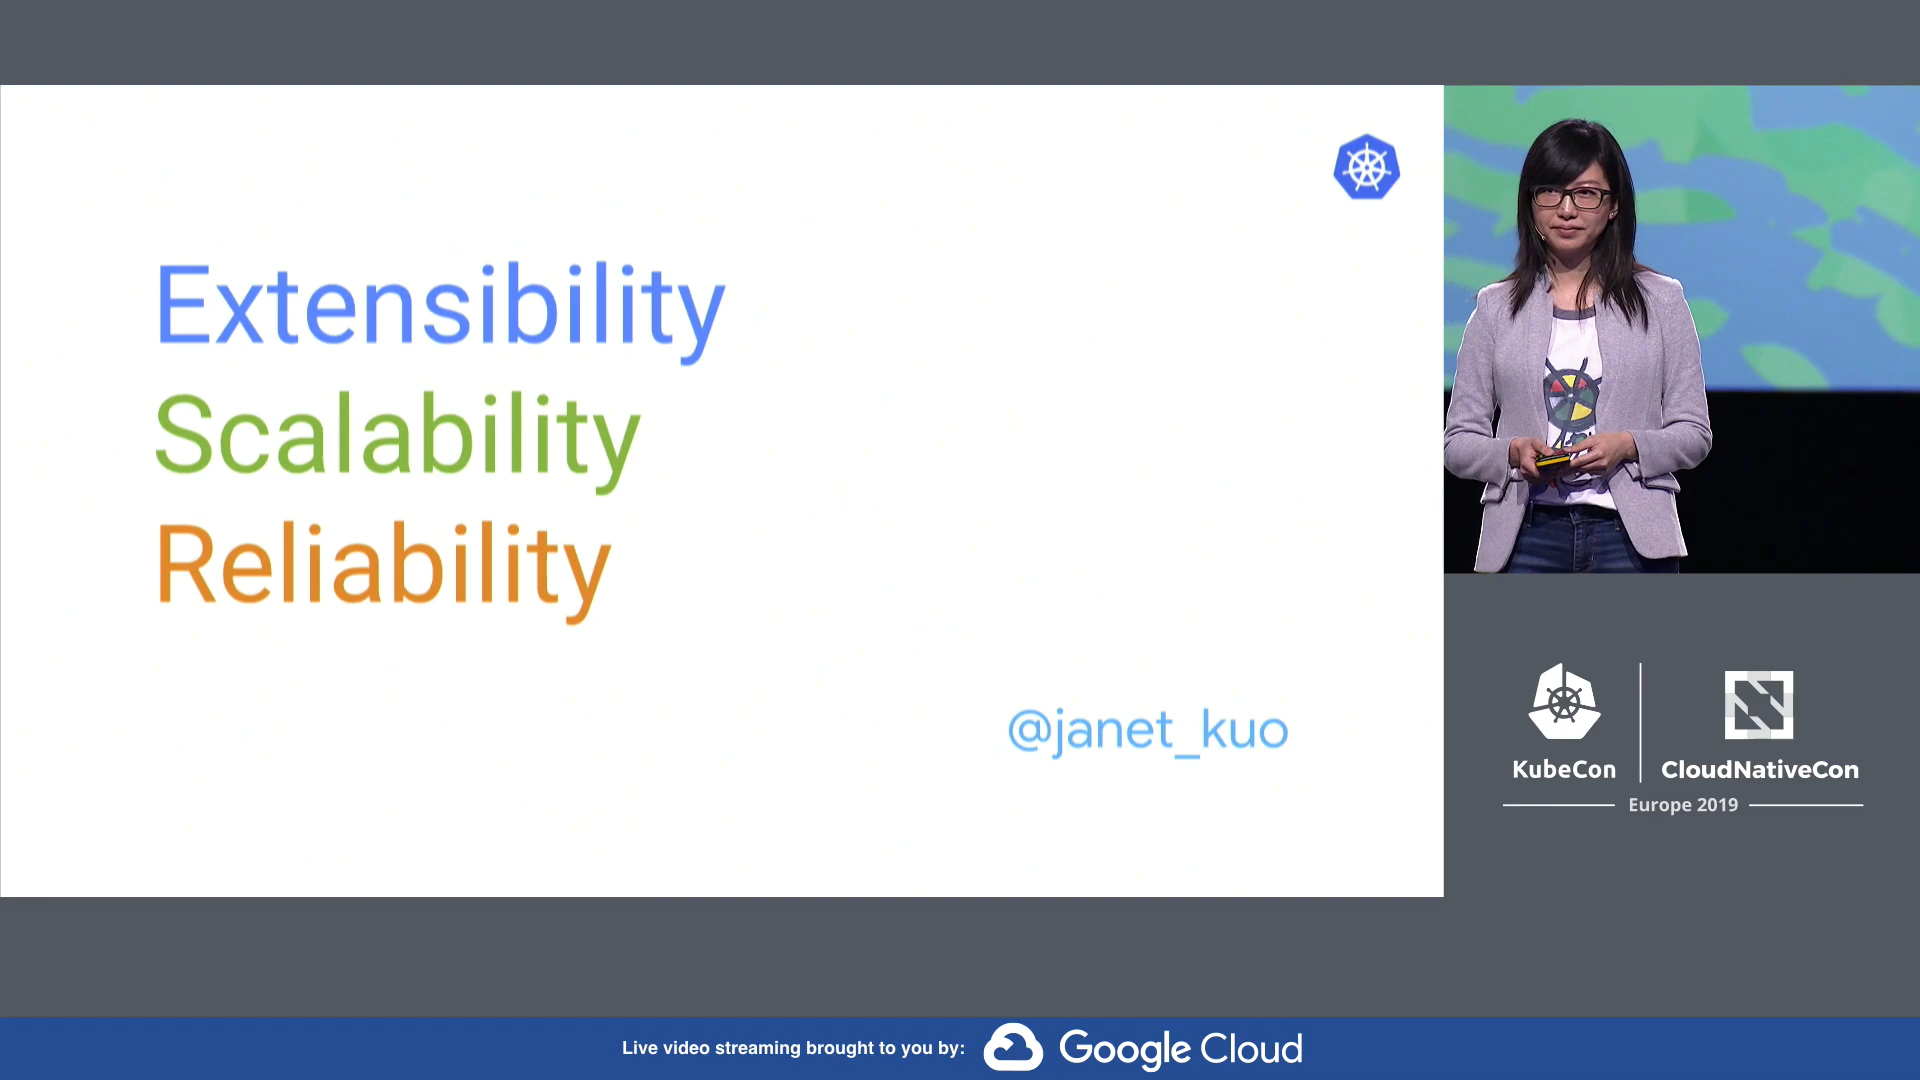 Extensibility
Scalability
Reliability
@janet_kuo
KubeCon
CloudNativeCon
Europe 2019
Live video streaming brought to you by:
Google Cloud